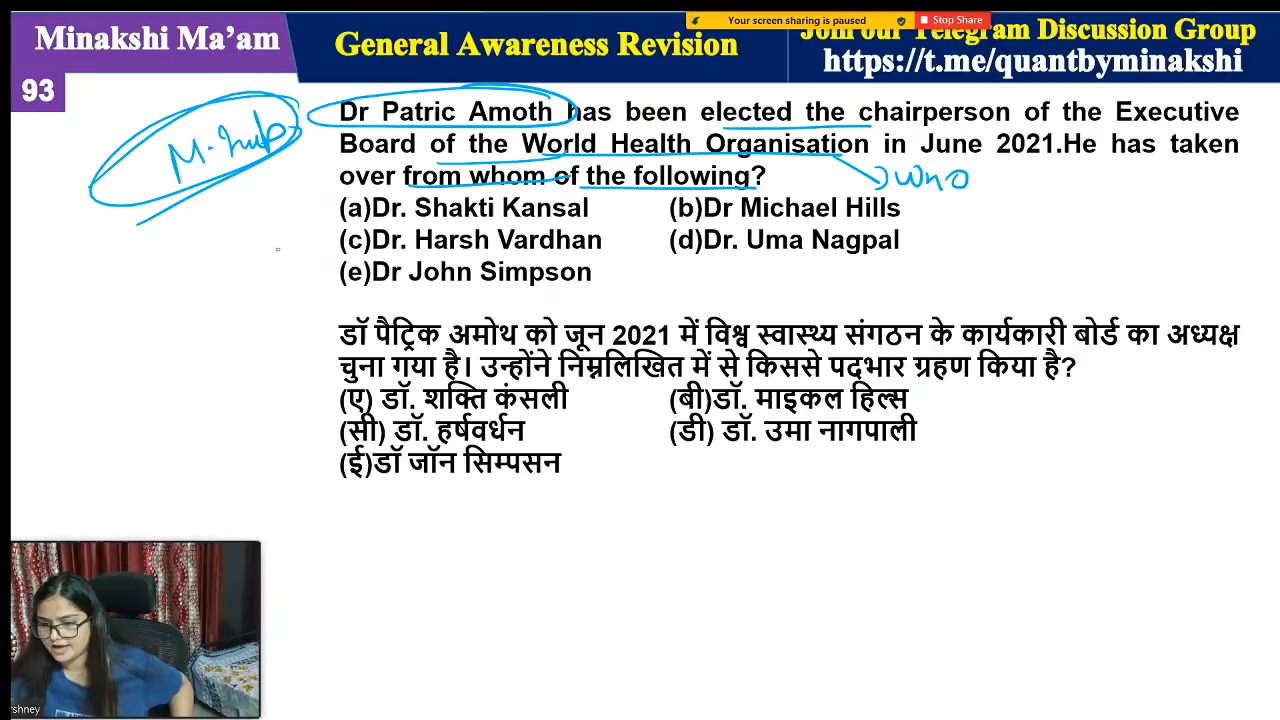 Your screen sharing is paused
Stop Share
Minakshi Ma’am
General Awareness Revision
Join our Telegram Discussion Group
https://t.me/quantbyminakshi
93
M. hub
Dr Patric Amoth has been elected the chairperson of the Executive
Board of the World Health Organisation in June 2021.He has taken
over from whom of the following?
WHO
(a)Dr. Shakti Kansal (b)Dr Michael Hills
(c)Dr. Harsh Vardhan (d)Dr. Uma Nagpal
(e)Dr John Simpson
डॉ पैट्रिक अमोथ को जून 2021 में विश्व स्वास्थ्य संगठन के कार्यकारी बोर्ड का अध्यक्ष
चुना गया है। उन्होंने निम्नलिखित में से किससे पदभार ग्रहण किया है?
(ए) डॉ. शक्ति कंसली (बी)डॉ. माइकल हिल्स
(सी) डॉ. हर्षवर्धन (डी) डॉ. उमा नागपाली
(ई)डॉ जॉन सिम्पसन